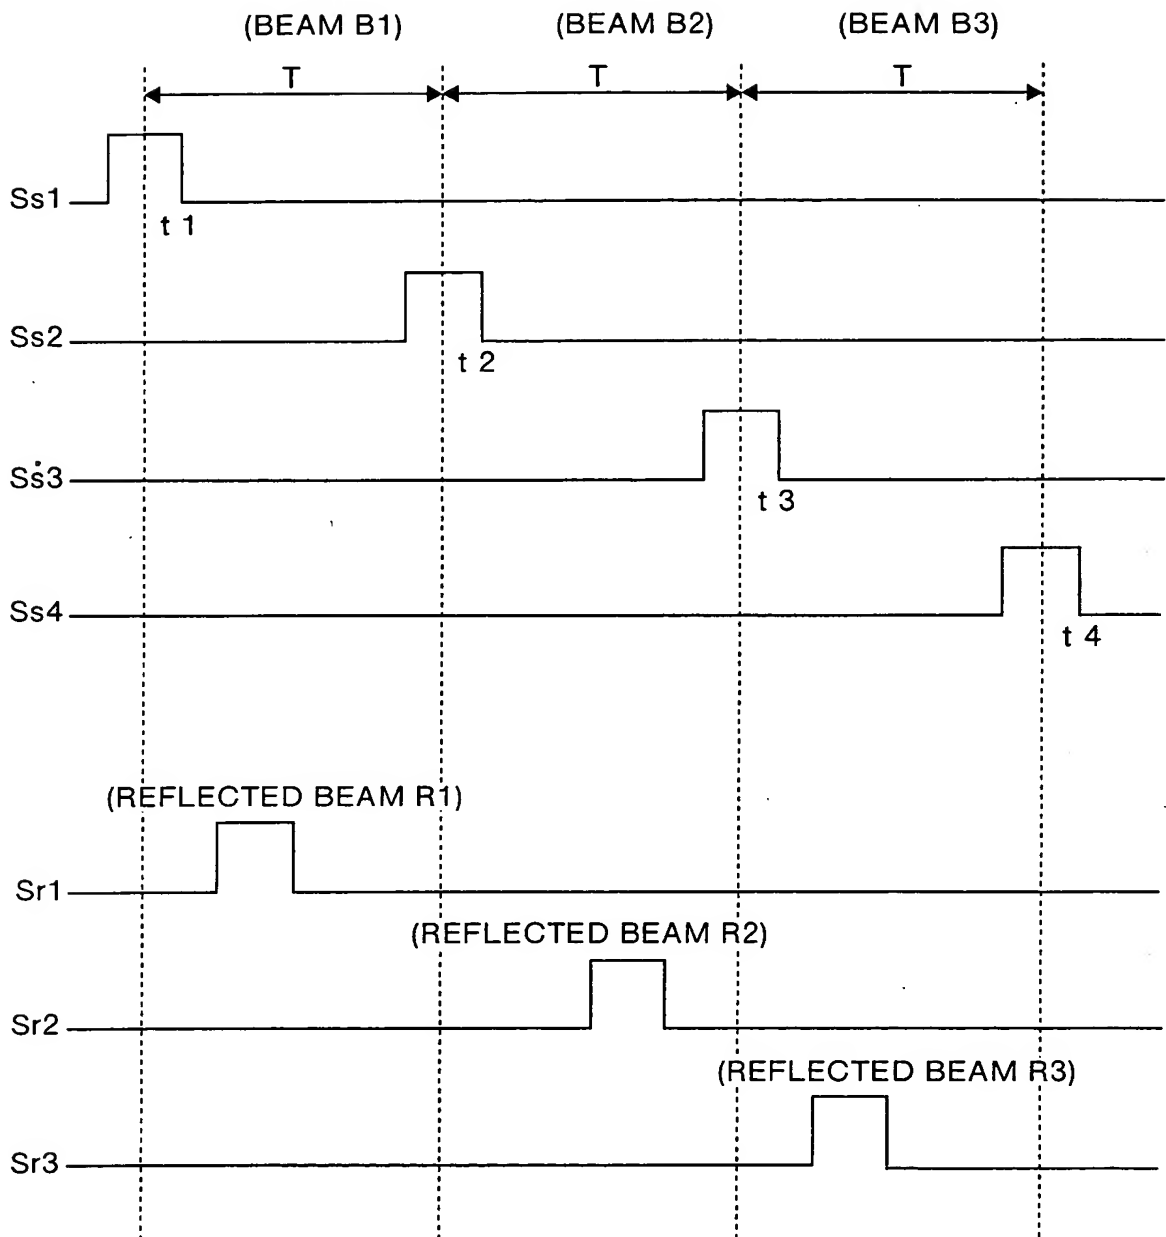 (BEAM B1) (BEAM B2) (BEAM B3)
T T T
Ss1
t 1
Ss2
t 2
Ss3
t 3
Ss4
t 4
(REFLECTED BEAM R1)
Sr1
(REFLECTED BEAM R2)
Sr2
(REFLECTED BEAM R3)
Sr3